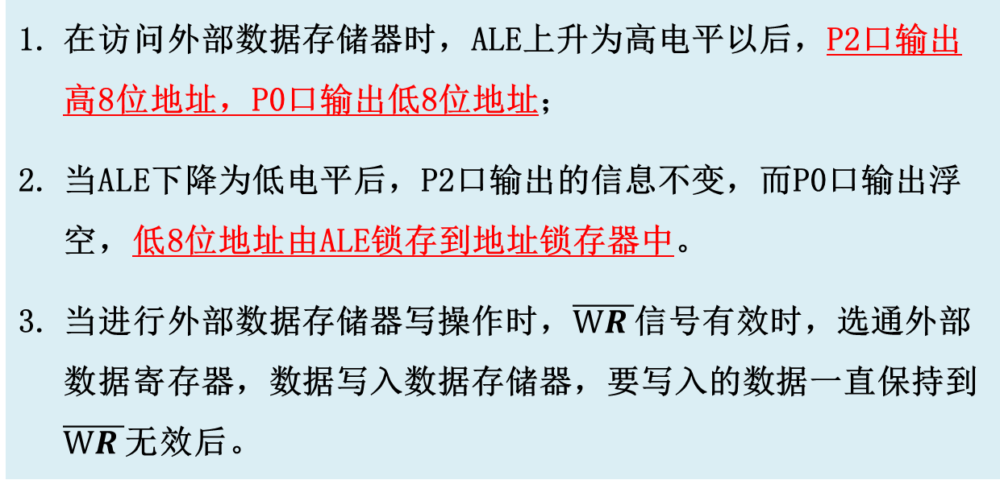 1. 在访问外部数据存储器时，ALE上升为高电平以后，P2口输出
高8位地址，P0口输出低8位地址；
2. 当ALE下降为低电平后，P2口输出的信息不变，而P0口输出浮
空，低8位地址由ALE锁存到地址锁存器中。
3. 当进行外部数据存储器写操作时，W̅R̅信号有效时，选通外部
数据寄存器，数据写入数据存储器，要写入的数据一直保持到
W̅R̅无效后。